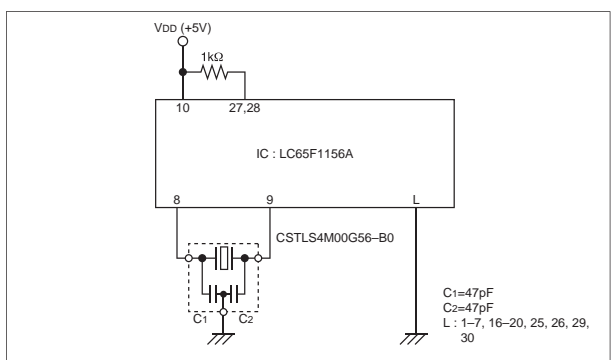 VDD (+5V)
1kΩ
10 27,28
IC : LC65F1156A
8 9 L
CSTLS4M00G56–B0
C1 C2
C1=47pF
C2=47pF
L : 1–7, 16–20, 25, 26, 29,
30